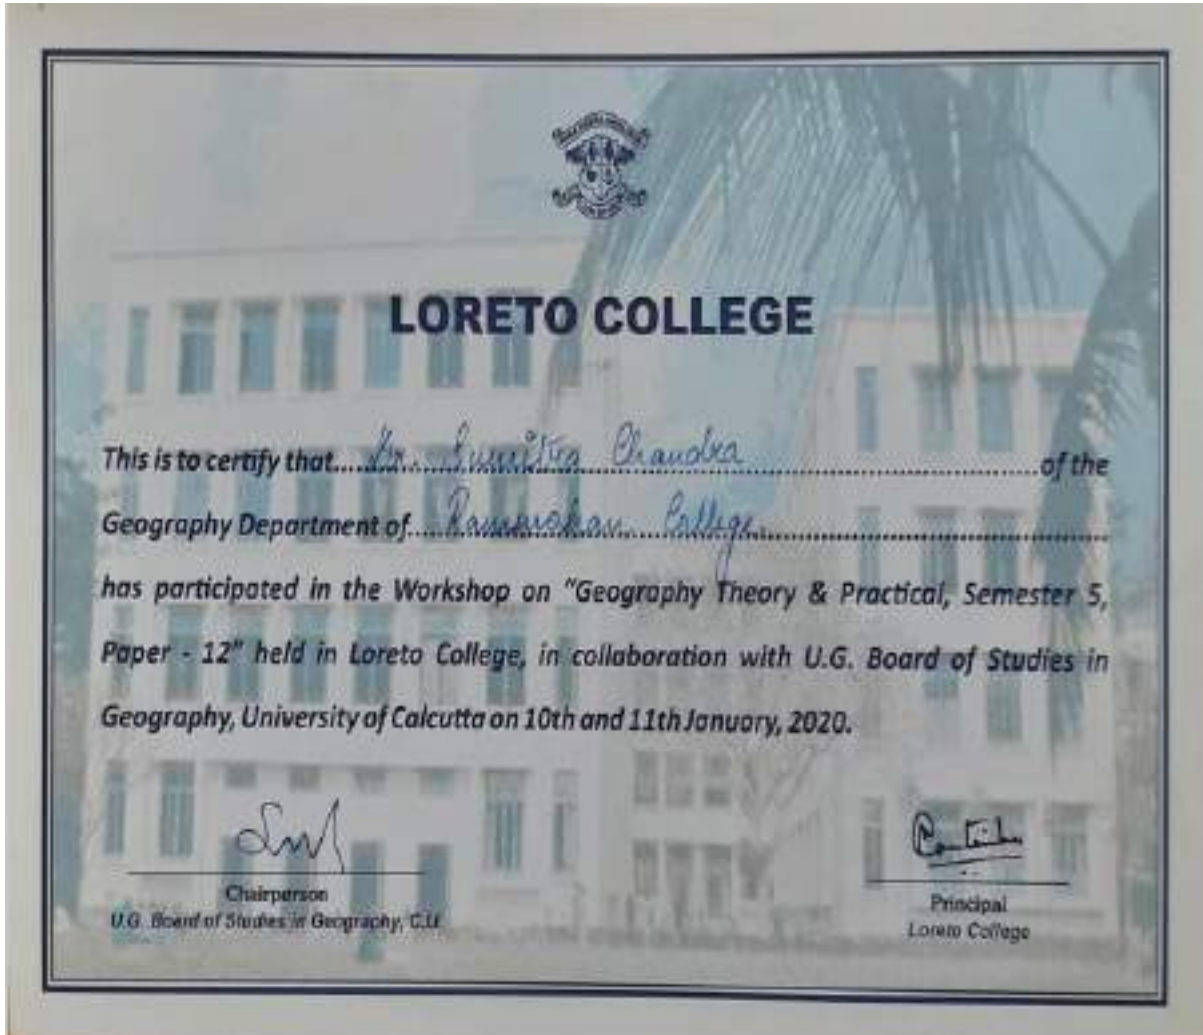 LORETO COLLEGE
This is to certify that.... Dr. Sumitra Chandra ....of the
Geography Department of.... Rammohan College. ....
has participated in the Workshop on "Geography Theory & Practical, Semester 5,
Paper - 12" held in Loreto College, in collaboration with U.G. Board of Studies in
Geography, University of Calcutta on 10th and 11th January, 2020.
Chairperson
U.G. Board of Studies in Geography, C.U.
Principal
Loreto College